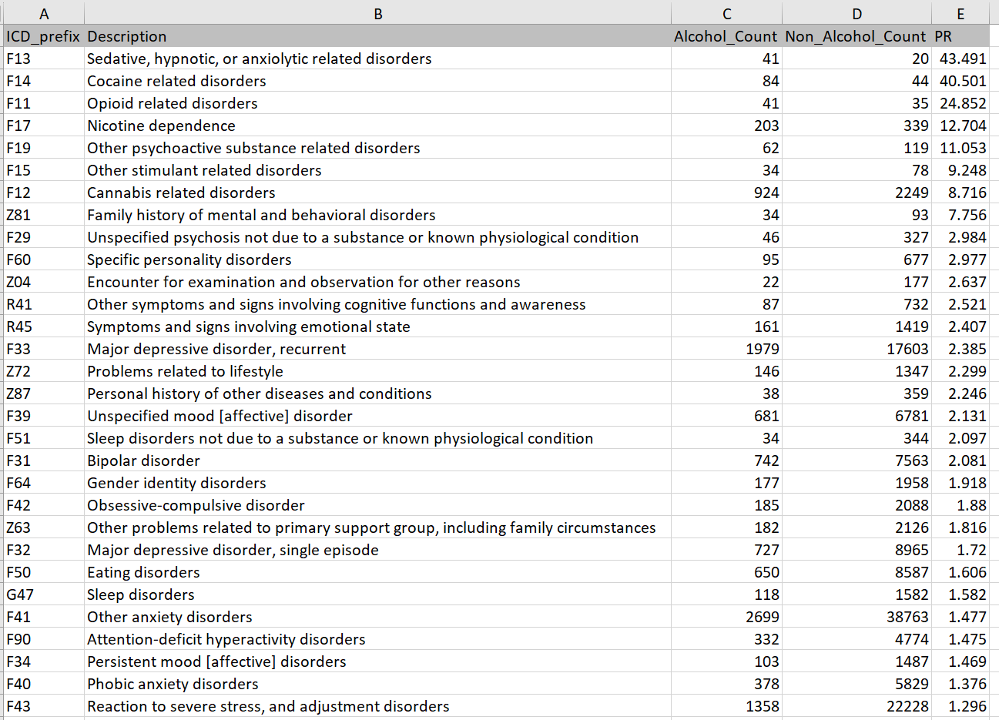 A B C D E
ICD_prefix Description Alcohol_Count Non_Alcohol_Count PR
F13 Sedative, hypnotic, or anxiolytic related disorders 41 20 43.491
F14 Cocaine related disorders 84 44 40.501
F11 Opioid related disorders 41 35 24.852
F17 Nicotine dependence 203 339 12.704
F19 Other psychoactive substance related disorders 62 119 11.053
F15 Other stimulant related disorders 34 78 9.248
F12 Cannabis related disorders 924 2249 8.716
Z81 Family history of mental and behavioral disorders 34 93 7.756
F29 Unspecified psychosis not due to a substance or known physiological condition 46 327 2.984
F60 Specific personality disorders 95 677 2.977
Z04 Encounter for examination and observation for other reasons 22 177 2.637
R41 Other symptoms and signs involving cognitive functions and awareness 87 732 2.521
R45 Symptoms and signs involving emotional state 161 1419 2.407
F33 Major depressive disorder, recurrent 1979 17603 2.385
Z72 Problems related to lifestyle 146 1347 2.299
Z87 Personal history of other diseases and conditions 38 359 2.246
F39 Unspecified mood [affective] disorder 681 6781 2.131
F51 Sleep disorders not due to a substance or known physiological condition 34 344 2.097
F31 Bipolar disorder 742 7563 2.081
F64 Gender identity disorders 177 1958 1.918
F42 Obsessive-compulsive disorder 185 2088 1.88
Z63 Other problems related to primary support group, including family circumstances 182 2126 1.816
F32 Major depressive disorder, single episode 727 8965 1.72
F50 Eating disorders 650 8587 1.606
G47 Sleep disorders 118 1582 1.582
F41 Other anxiety disorders 2699 38763 1.477
F90 Attention-deficit hyperactivity disorders 332 4774 1.475
F34 Persistent mood [affective] disorders 103 1487 1.469
F40 Phobic anxiety disorders 378 5829 1.376
F43 Reaction to severe stress, and adjustment disorders 1358 22228 1.296